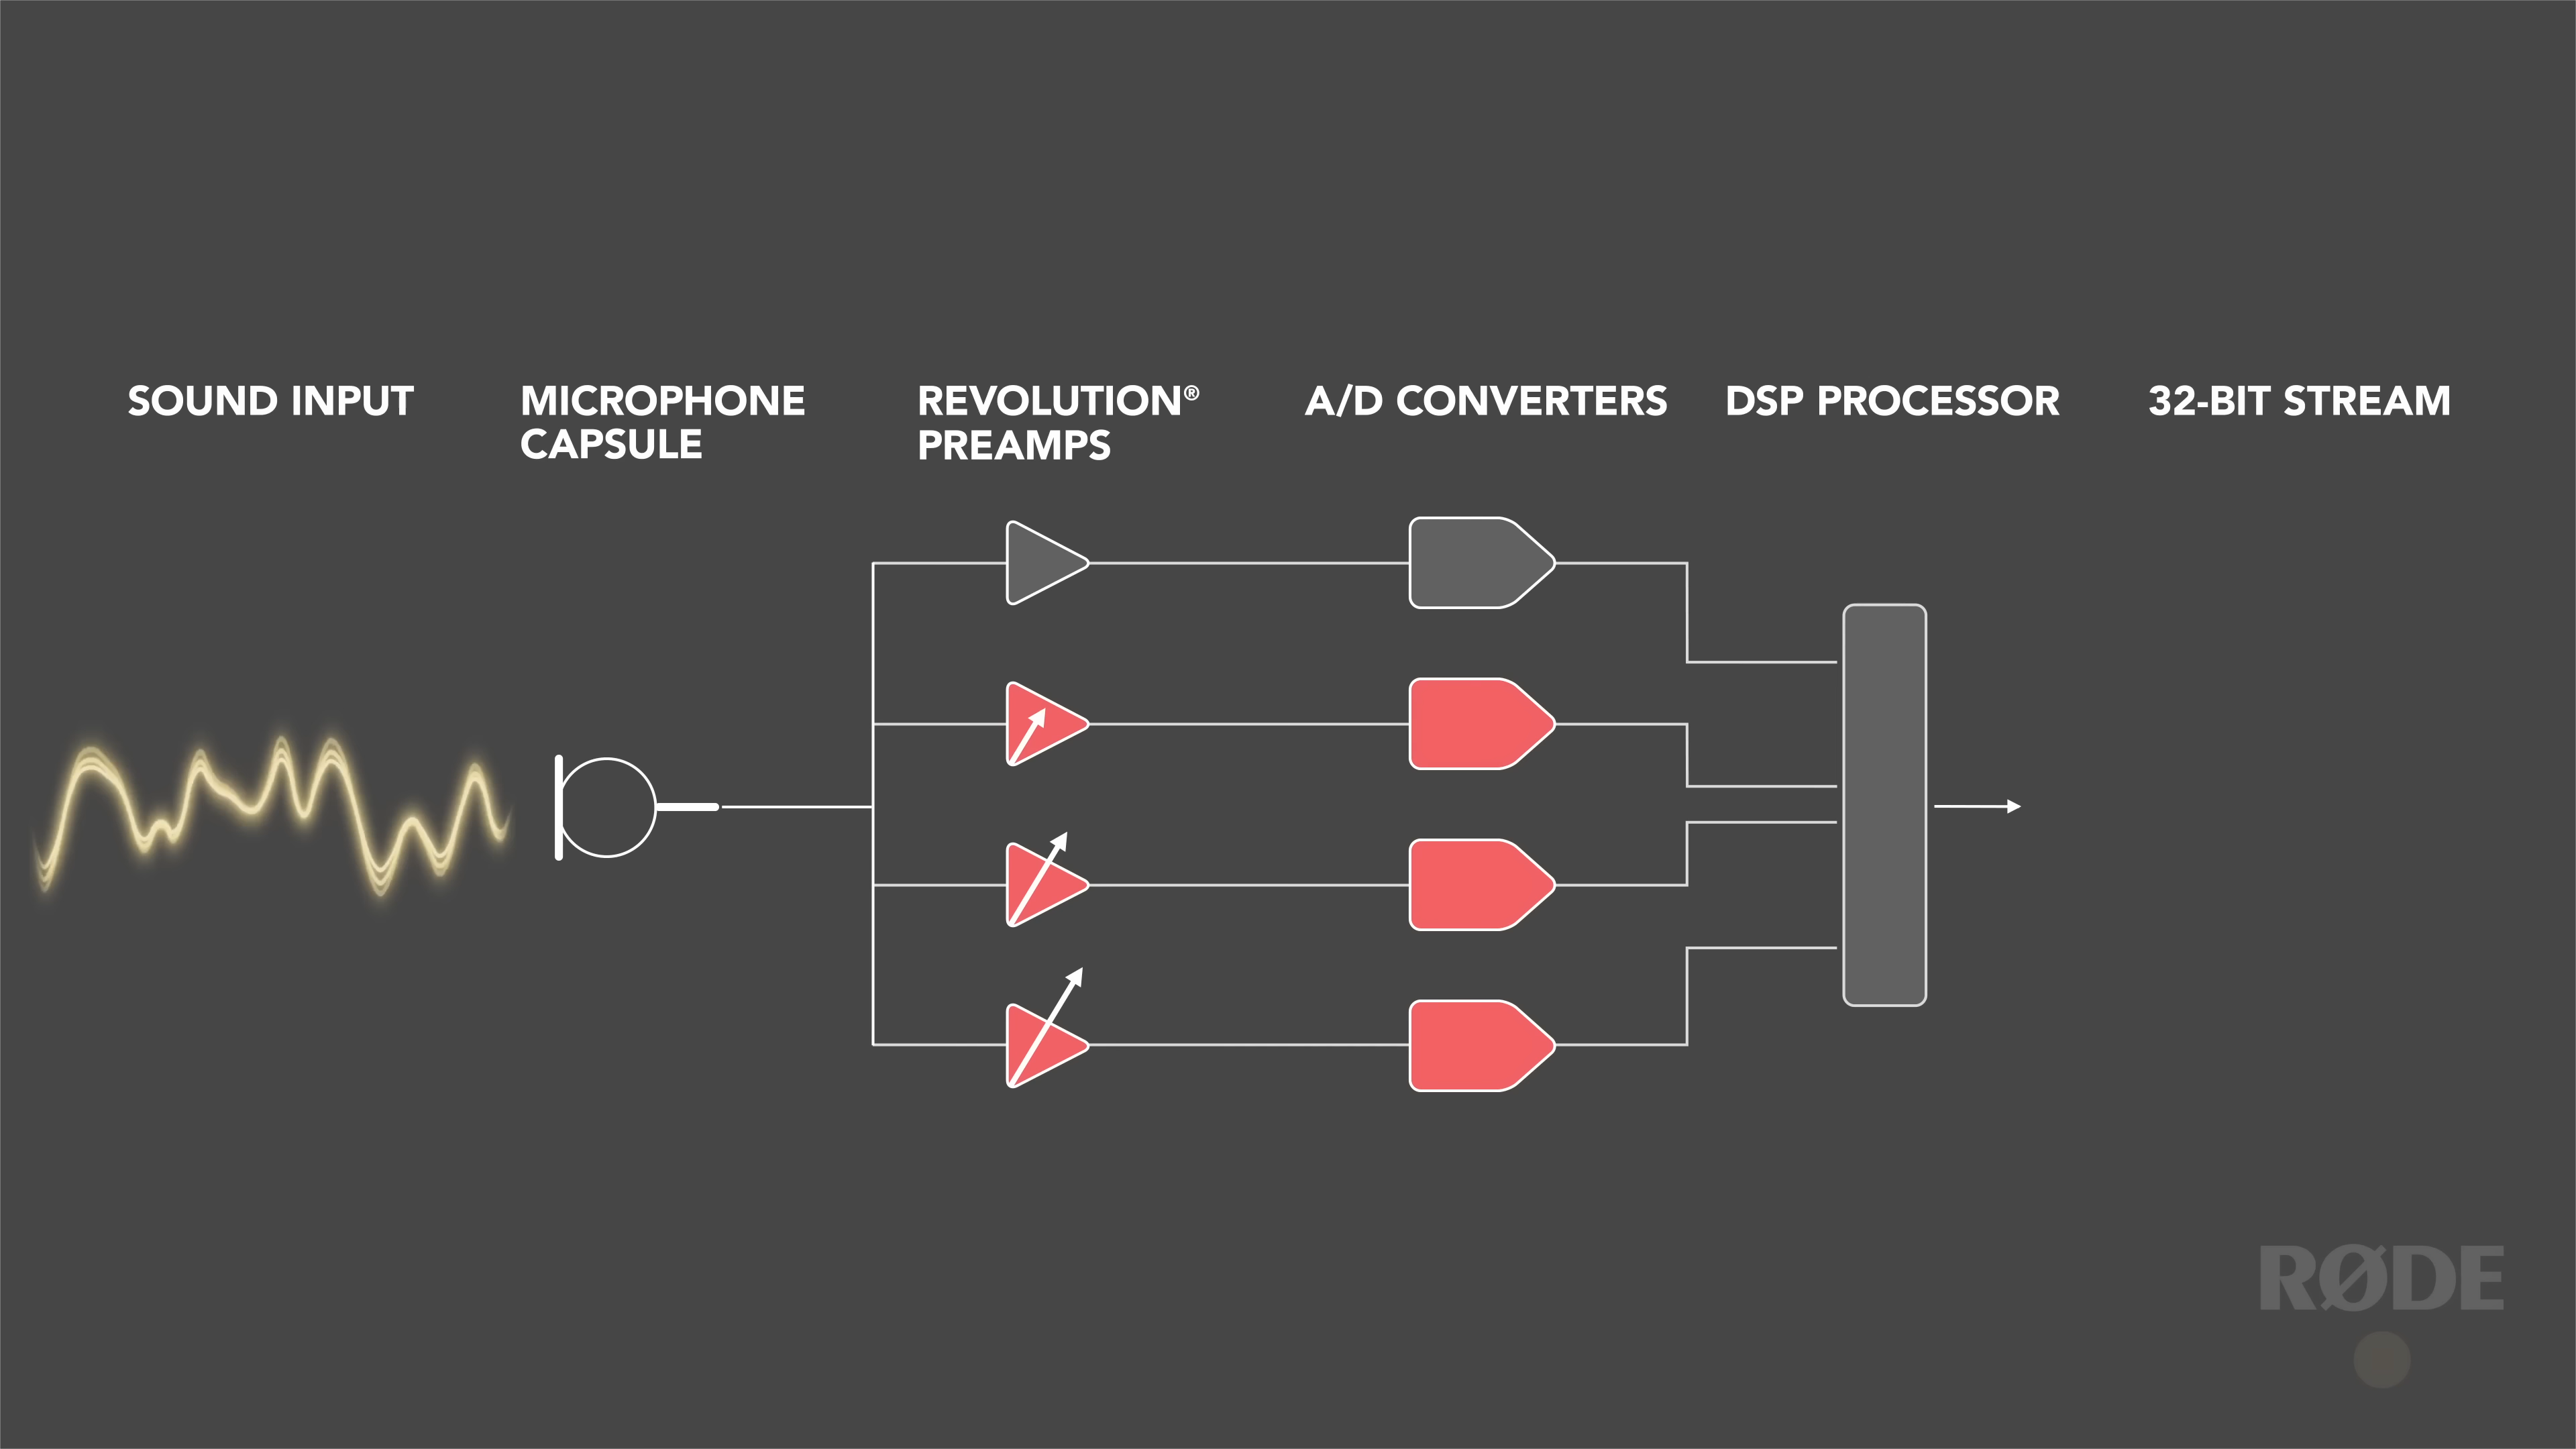 SOUND INPUT
MICROPHONE
CAPSULE
REVOLUTION®
PREAMPS
A/D CONVERTERS
DSP PROCESSOR
32-BIT STREAM
RØDE